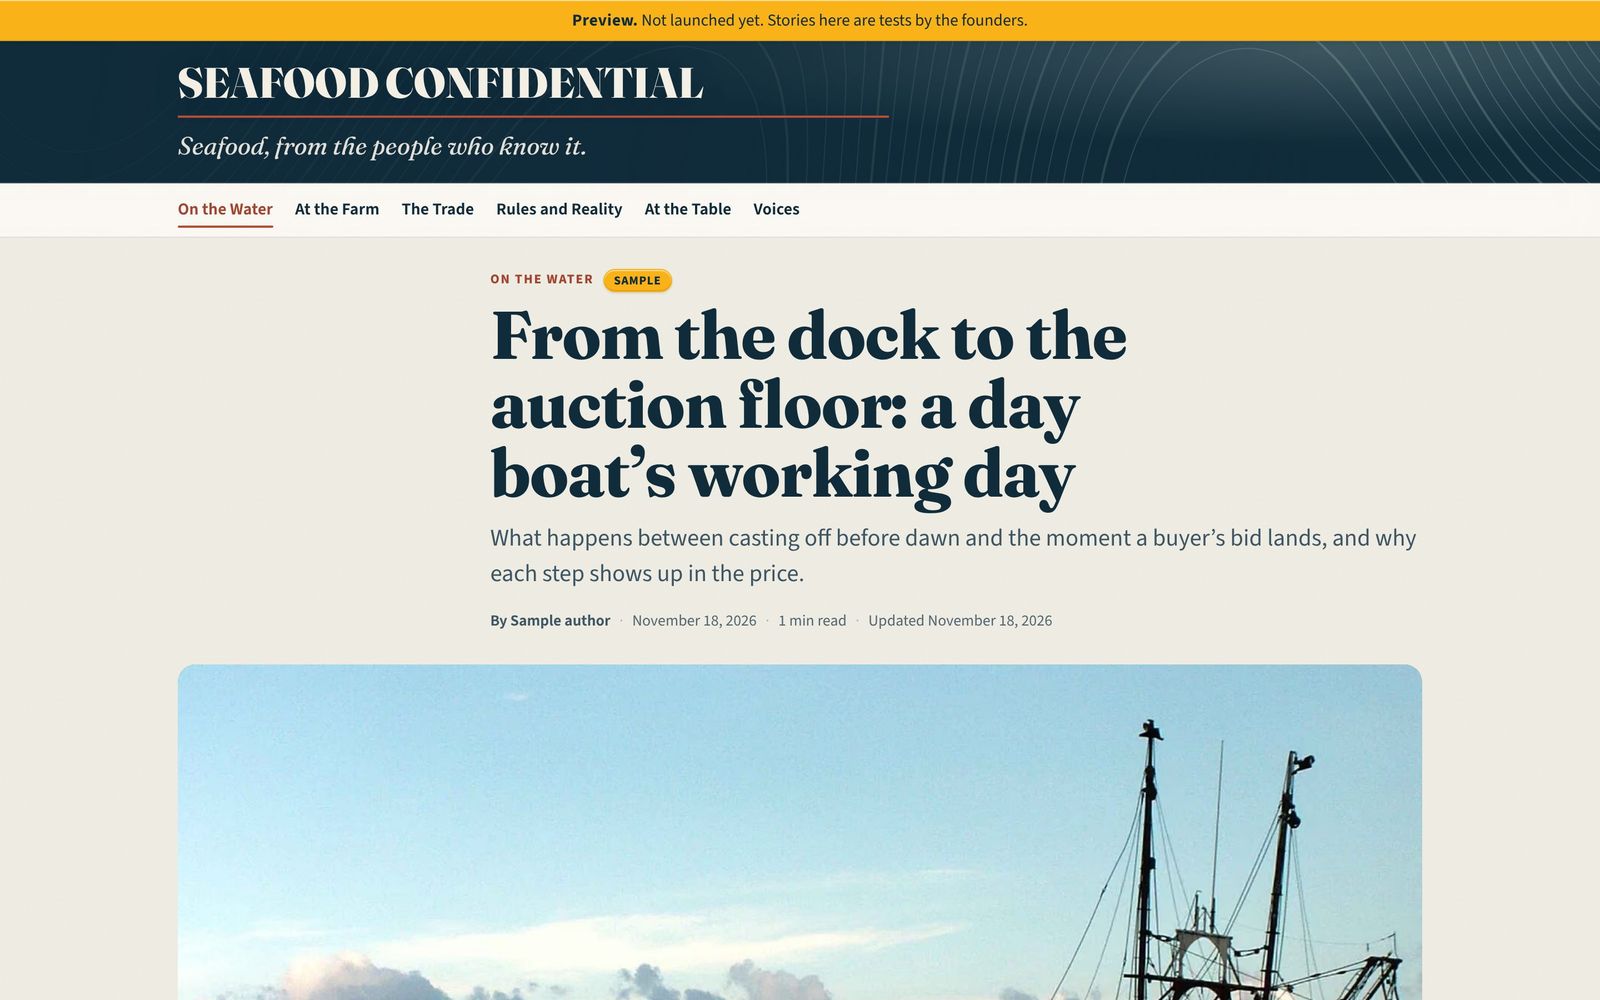 Preview. Not launched yet. Stories here are tests by the founders.
SEAFOOD CONFIDENTIAL
Seafood, from the people who know it.
On the Water At the Farm The Trade Rules and Reality At the Table Voices
ON THE WATER SAMPLE
From the dock to the
auction floor: a day
boat’s working day
What happens between casting off before dawn and the moment a buyer’s bid lands, and why
each step shows up in the price.
By Sample author · November 18, 2026 · 1 min read · Updated November 18, 2026